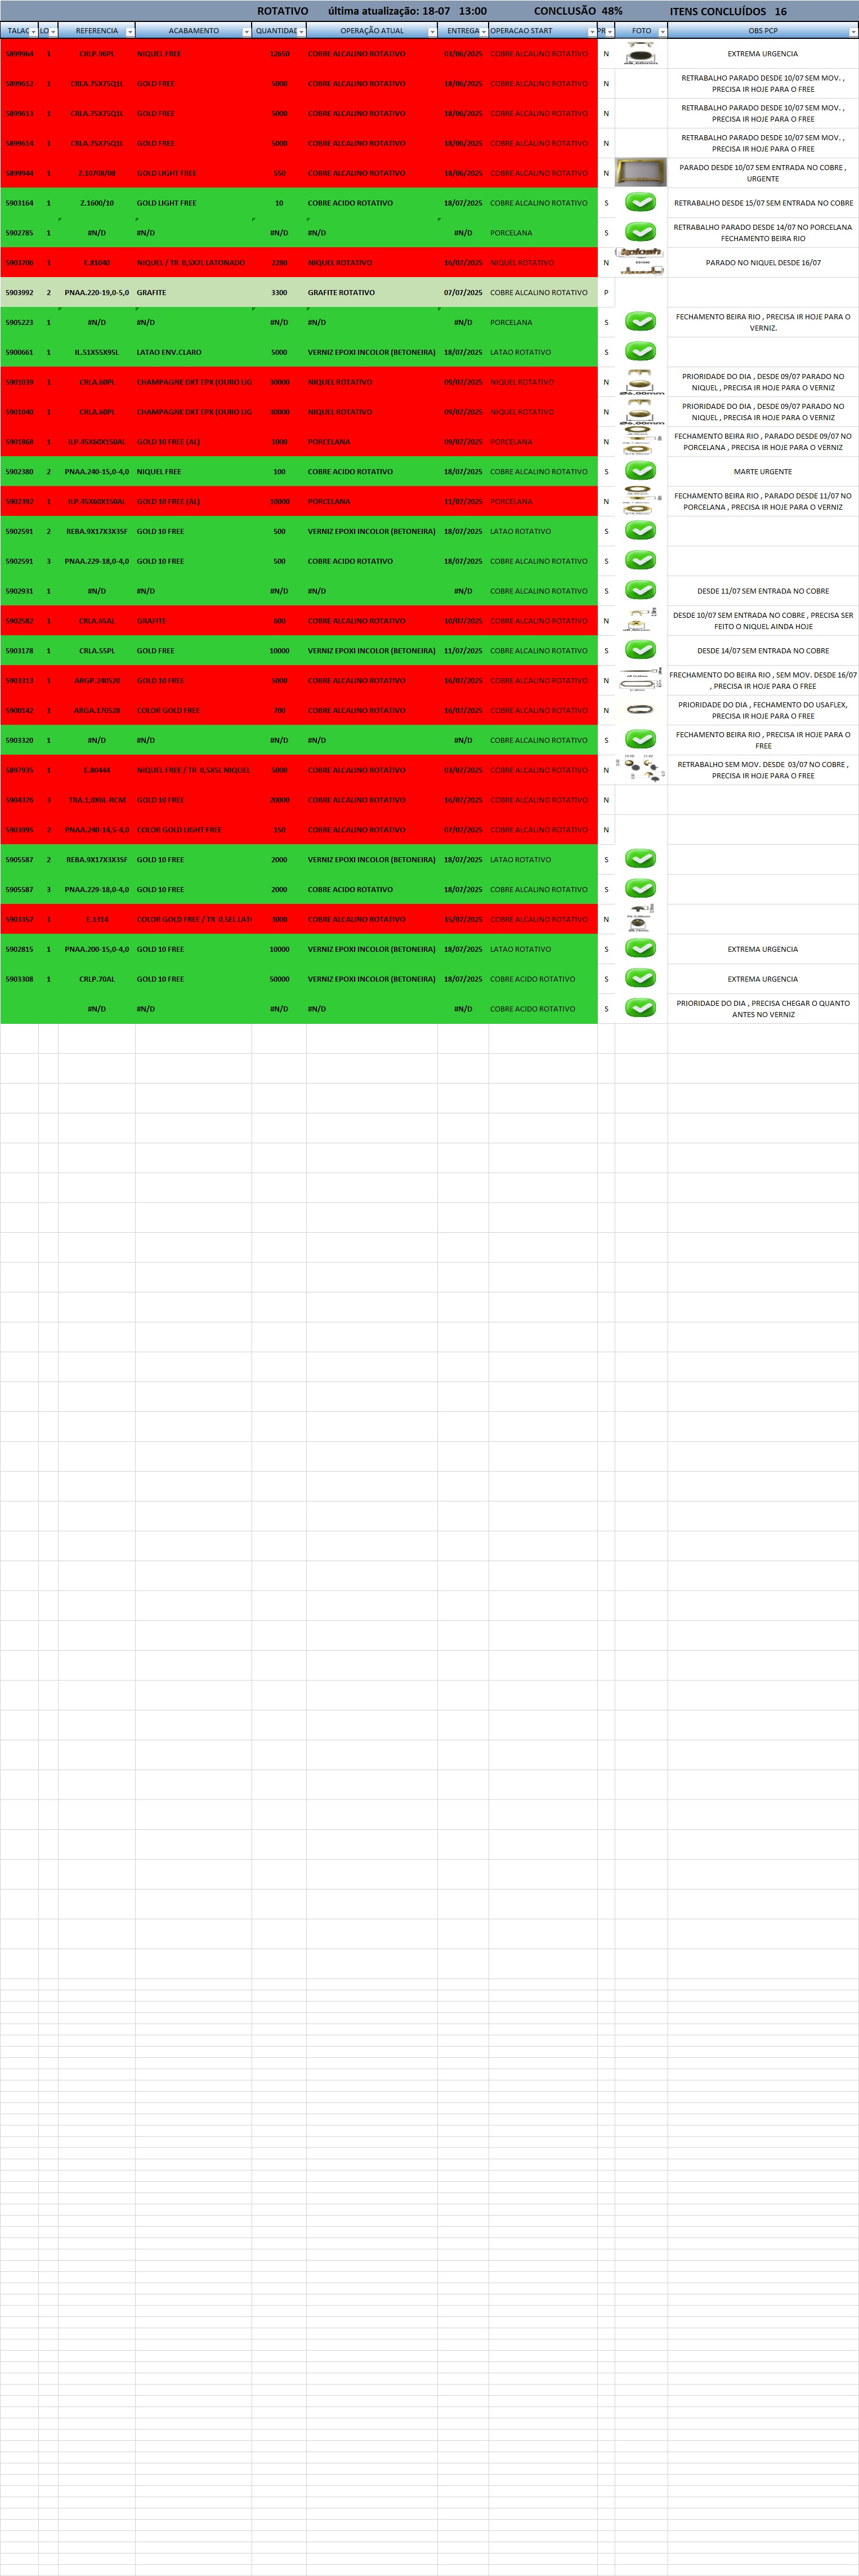 ROTATIVO última atualização: 18-07 13:00 CONCLUSÃO 48% ITENS CONCLUÍDOS 16
TALAC LO REFERENCIA ACABAMENTO QUANTIDAD OPERAÇÃO ATUAL ENTREGA OPERACAO START PR FOTO OBS PCP
5899964 1 CRLP.96PL NIQUEL FREE 12650 COBRE ALCALINO ROTATIVO 03/06/2025 COBRE ALCALINO ROTATIVO N EXTREMA URGENCIA
5899612 1 CRLA.75X75Q1L GOLD FREE 5000 COBRE ALCALINO ROTATIVO 18/06/2025 COBRE ALCALINO ROTATIVO N RETRABALHO PARADO DESDE 10/07 SEM MOV. ,
PRECISA IR HOJE PARA O FREE
5899613 1 CRLA.75X75Q1L GOLD FREE 5000 COBRE ALCALINO ROTATIVO 18/06/2025 COBRE ALCALINO ROTATIVO N RETRABALHO PARADO DESDE 10/07 SEM MOV. ,
PRECISA IR HOJE PARA O FREE
5899614 1 CRLA.75X75Q1L GOLD FREE 5000 COBRE ALCALINO ROTATIVO 18/06/2025 COBRE ALCALINO ROTATIVO N RETRABALHO PARADO DESDE 10/07 SEM MOV. ,
PRECISA IR HOJE PARA O FREE
5899944 1 Z.10708/08 GOLD LIGHT FREE 550 COBRE ALCALINO ROTATIVO 18/06/2025 COBRE ALCALINO ROTATIVO N PARADO DESDE 10/07 SEM ENTRADA NO COBRE ,
URGENTE
5903164 1 Z.1600/10 GOLD LIGHT FREE 10 COBRE ACIDO ROTATIVO 18/07/2025 COBRE ALCALINO ROTATIVO S RETRABALHO DESDE 15/07 SEM ENTRADA NO COBRE
5902785 1 #N/D #N/D #N/D #N/D #N/D PORCELANA S RETRABALHO PARADO DESDE 14/07 NO PORCELANA
FECHAMENTO BEIRA RIO
5903706 1 E.81040 NIQUEL / TR 0,5X7L LATONADO 2280 NIQUEL ROTATIVO 16/07/2025 NIQUEL ROTATIVO N PARADO NO NIQUEL DESDE 16/07
5903992 2 PNAA.220-19,0-5,0 GRAFITE 3300 GRAFITE ROTATIVO 07/07/2025 COBRE ALCALINO ROTATIVO P
5905223 1 #N/D #N/D #N/D #N/D #N/D PORCELANA S FECHAMENTO BEIRA RIO , PRECISA IR HOJE PARA O
VERNIZ.
5900661 1 IL.51X55X95L LATAO ENV.CLARO 5000 VERNIZ EPOXI INCOLOR (BETONEIRA) 18/07/2025 LATAO ROTATIVO S
5901039 1 CRLA.60PL CHAMPAGNE DKT EPX (OURO LIG 30000 NIQUEL ROTATIVO 09/07/2025 NIQUEL ROTATIVO N PRIORIDADE DO DIA , DESDE 09/07 PARADO NO
NIQUEL , PRECISA IR HOJE PARA O VERNIZ
5901040 1 CRLA.60PL CHAMPAGNE DKT EPX (OURO LIG 30000 NIQUEL ROTATIVO 09/07/2025 NIQUEL ROTATIVO N PRIORIDADE DO DIA , DESDE 09/07 PARADO NO
NIQUEL , PRECISA IR HOJE PARA O VERNIZ
5901868 1 ILP.45X60X150AL GOLD 10 FREE (AL) 1000 PORCELANA 09/07/2025 PORCELANA N FECHAMENTO BEIRA RIO , PARADO DESDE 09/07 NO
PORCELANA , PRECISA IR HOJE PARA O VERNIZ
5902380 2 PNAA.240-15,0-4,0 NIQUEL FREE 100 COBRE ACIDO ROTATIVO 18/07/2025 COBRE ALCALINO ROTATIVO S MARTE URGENTE
5902392 1 ILP.45X60X150AL GOLD 10 FREE (AL) 10000 PORCELANA 11/07/2025 PORCELANA N FECHAMENTO BEIRA RIO , PARADO DESDE 11/07 NO
PORCELANA , PRECISA IR HOJE PARA O VERNIZ
5902591 2 REBA.9X17X3X3SF GOLD 10 FREE 500 VERNIZ EPOXI INCOLOR (BETONEIRA) 18/07/2025 LATAO ROTATIVO S
5902591 3 PNAA.229-18,0-4,0 GOLD 10 FREE 500 COBRE ACIDO ROTATIVO 18/07/2025 COBRE ALCALINO ROTATIVO S
5902931 1 #N/D #N/D #N/D #N/D #N/D COBRE ALCALINO ROTATIVO S DESDE 11/07 SEM ENTRADA NO COBRE
5902582 1 CRLA.65AL GRAFITE 600 COBRE ALCALINO ROTATIVO 10/07/2025 COBRE ALCALINO ROTATIVO N DESDE 10/07 SEM ENTRADA NO COBRE , PRECISA SER
FEITO O NIQUEL AINDA HOJE
5903178 1 CRLA.55PL GOLD FREE 10000 VERNIZ EPOXI INCOLOR (BETONEIRA) 11/07/2025 COBRE ALCALINO ROTATIVO S DESDE 14/07 SEM ENTRADA NO COBRE
5903313 1 ARGP.240520 GOLD 10 FREE 5000 COBRE ALCALINO ROTATIVO 16/07/2025 COBRE ALCALINO ROTATIVO N FRECHAMENTO DO BEIRA RIO , SEM MOV. DESDE 16/07
, PRECISA IR HOJE PARA O FREE
5900142 1 ARGA.170528 COLOR GOLD FREE 700 COBRE ALCALINO ROTATIVO 16/07/2025 COBRE ALCALINO ROTATIVO N PRIORIDADE DO DIA , FECHAMENTO DO USAFLEX,
PRECISA IR HOJE PARA O FREE
5903320 1 #N/D #N/D #N/D #N/D #N/D COBRE ALCALINO ROTATIVO S FECHAMENTO BEIRA RIO , PRECISA IR HOJE PARA O
FREE
5897935 1 E.80444 NIQUEL FREE / TR 0,5X5L NIQUEL 5000 COBRE ALCALINO ROTATIVO 03/07/2025 COBRE ALCALINO ROTATIVO N RETRABALHO SEM MOV. DESDE 03/07 NO COBRE ,
PRECISA IR HOJE PARA O FREE
5904376 3 TRA.1,0X6L-RCM GOLD 10 FREE 20000 COBRE ALCALINO ROTATIVO 16/07/2025 COBRE ALCALINO ROTATIVO N
5903995 2 PNAA.240-14,5-4,0 COLOR GOLD LIGHT FREE 150 COBRE ALCALINO ROTATIVO 07/07/2025 COBRE ALCALINO ROTATIVO N
5905587 2 REBA.9X17X3X3SF GOLD 10 FREE 2000 VERNIZ EPOXI INCOLOR (BETONEIRA) 18/07/2025 LATAO ROTATIVO S
5905587 3 PNAA.229-18,0-4,0 GOLD 10 FREE 2000 COBRE ACIDO ROTATIVO 18/07/2025 COBRE ALCALINO ROTATIVO S
5903357 1 E.1314 COLOR GOLD FREE / TR 0,5EL LAT 3000 COBRE ALCALINO ROTATIVO 15/07/2025 COBRE ALCALINO ROTATIVO N
5902815 1 PNAA.200-15,0-4,0 GOLD 10 FREE 10000 VERNIZ EPOXI INCOLOR (BETONEIRA) 18/07/2025 LATAO ROTATIVO S EXTREMA URGENCIA
5903308 1 CRLP.70AL GOLD 10 FREE 50000 VERNIZ EPOXI INCOLOR (BETONEIRA) 18/07/2025 COBRE ACIDO ROTATIVO S EXTREMA URGENCIA
#N/D #N/D #N/D #N/D #N/D COBRE ACIDO ROTATIVO S PRIORIDADE DO DIA , PRECISA CHEGAR O QUANTO
ANTES NO VERNIZ